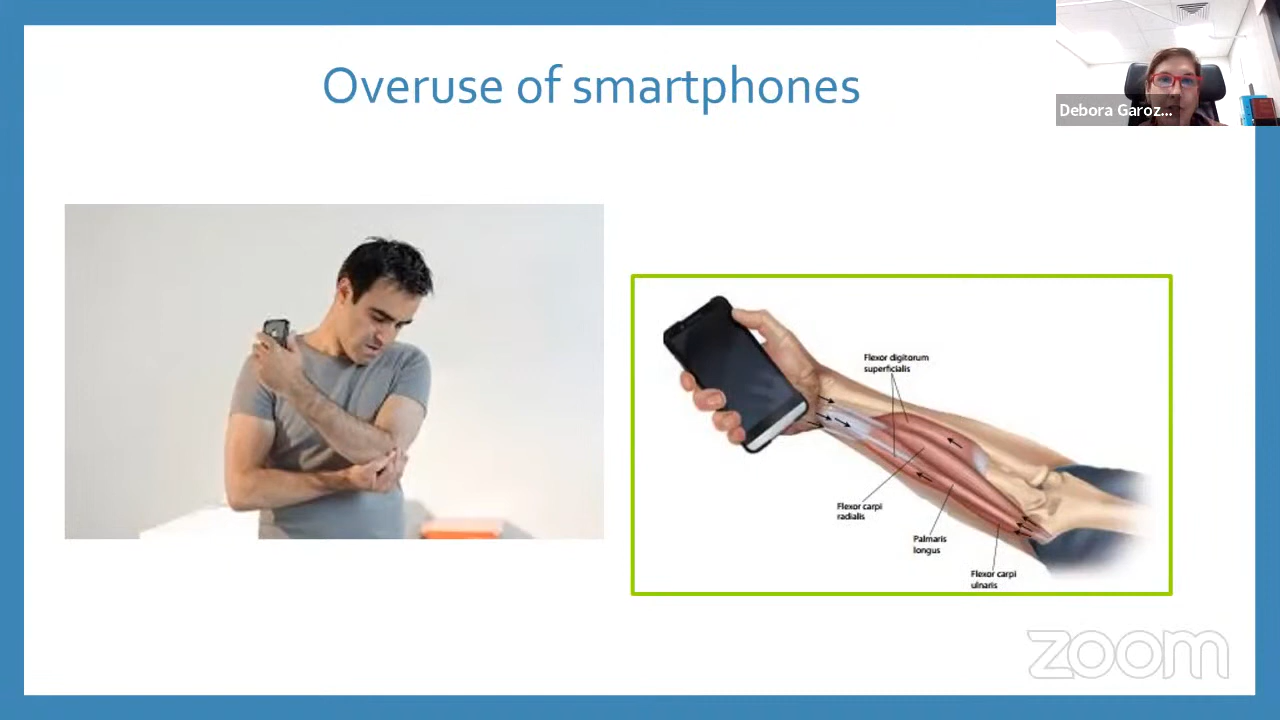 Overuse of smartphones
Debora Garoz...
Flexor digitorum
superficialis
Flexor carpi
radialis
Palmaris
longus
Flexor carpi
ulnaris
zoom